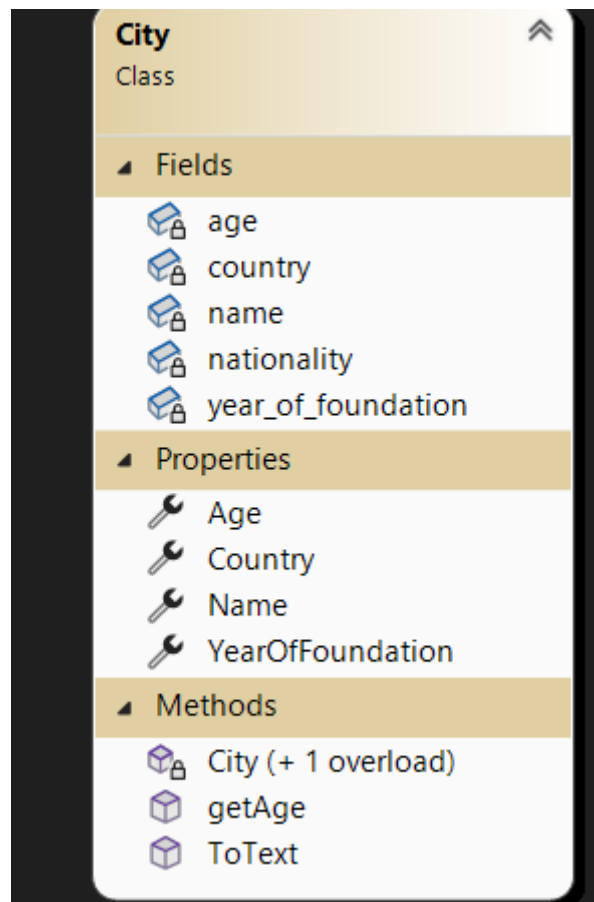 City
Class
Fields
age
country
name
nationality
year_of_foundation
Properties
Age
Country
Name
YearOfFoundation
Methods
City (+ 1 overload)
getAge
ToText